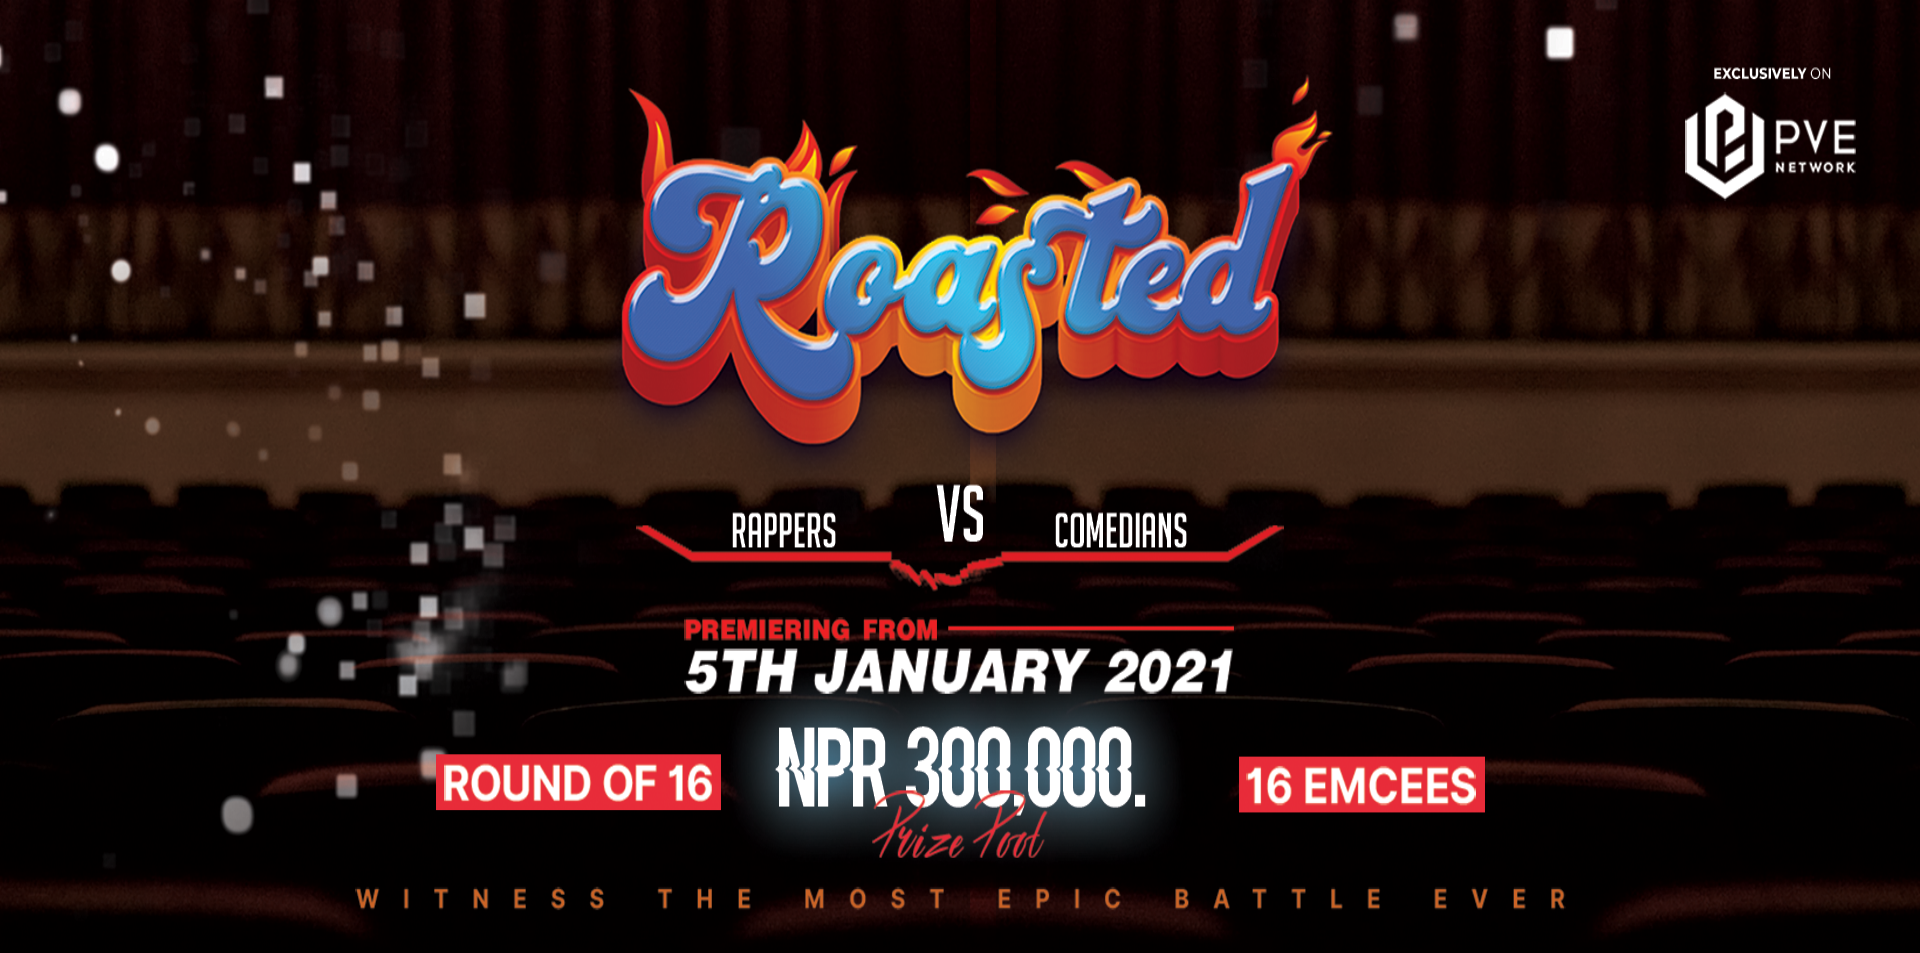 EXCLUSIVELY ON
PVE
NETWORK
Roasted
RAPPERS VS COMEDIANS
PREMIERING FROM
5TH JANUARY 2021
ROUND OF 16
NPR 300,000.
Prize Pool
16 EMCEES
WITNESS THE MOST EPIC BATTLE EVER